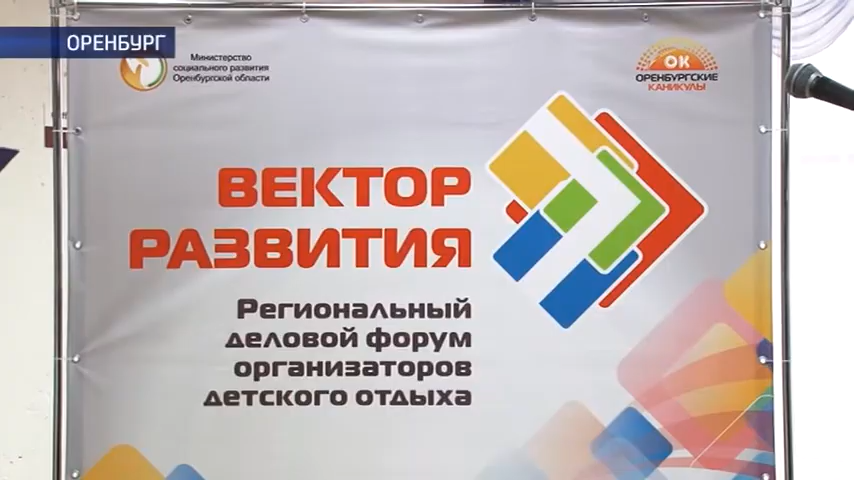 ОРЕНБУРГ
Министерство
социального развития
Оренбургской области
ОК
ОРЕНБУРГСКИЕ
КАНИКУЛЫ
ВЕКТОР
РАЗВИТИЯ
Региональный
деловой форум
организаторов
детского отдыха